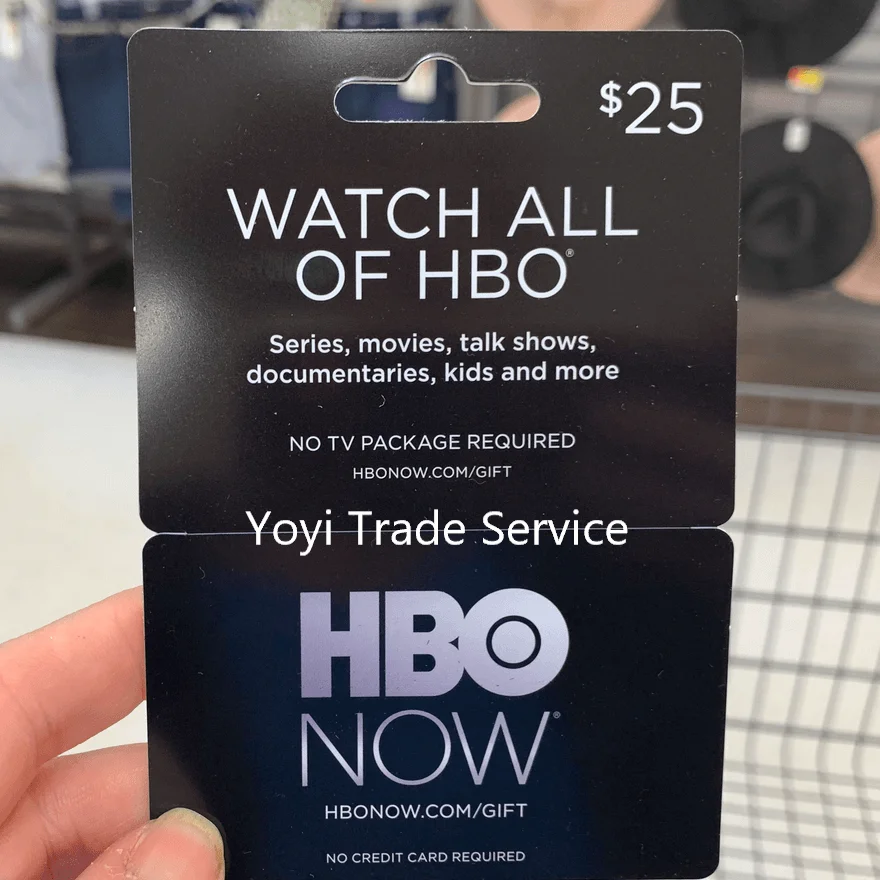 $25
WATCH ALL
OF HBO®
Series, movies, talk shows,
documentaries, kids and more
NO TV PACKAGE REQUIRED
HBONOW.COM/GIFT
Yoyi Trade Service
HBO
NOW®
HBONOW.COM/GIFT
NO CREDIT CARD REQUIRED